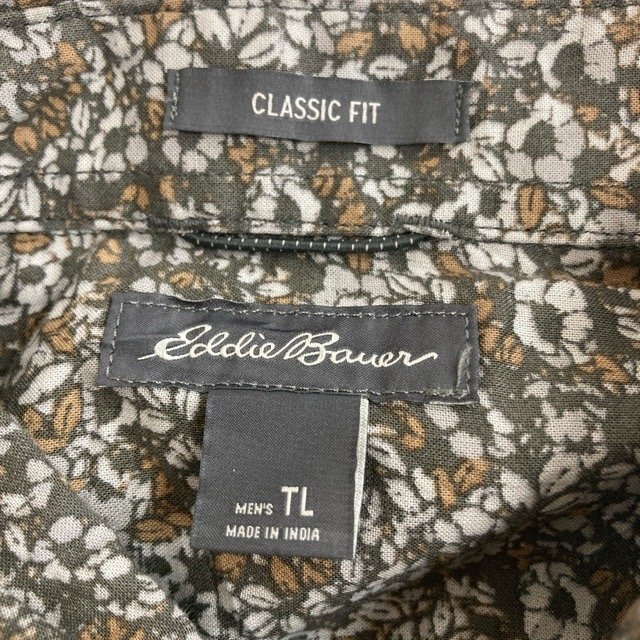 CLASSIC FIT
Eddie Bauer
MEN'S TL
MADE IN INDIA